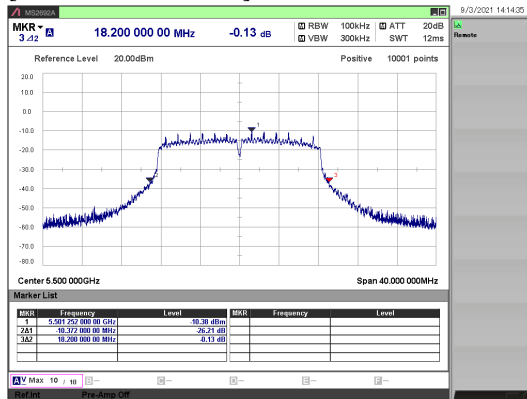 MS2692A
9/3/2021 14:14:35
MKR
3Δ2 A
18.200 000 00 MHz
-0.13 dB
RBW 100kHz ATT 20dB
VBW 300kHz SWT 12ms
Remote
Reference Level 20.00dBm Positive 10001 points
20.0
10.0
0.0
-10.0
-20.0
-30.0
-40.0
-50.0
-60.0
-70.0
-80.0
1
3
Center 5.500 000GHz Span 40.000 000MHz
Marker List
MKR Frequency Level MKR Frequency Level
1 5.501 252 000 00 GHz -10.38 dBm
2Δ1 -10.372 000 00 MHz -26.21 dB
3Δ2 18.200 000 00 MHz -0.13 dB
A V Max 10 / 10 B- C- D- E- F-
Ref.Int Pre-Amp Off